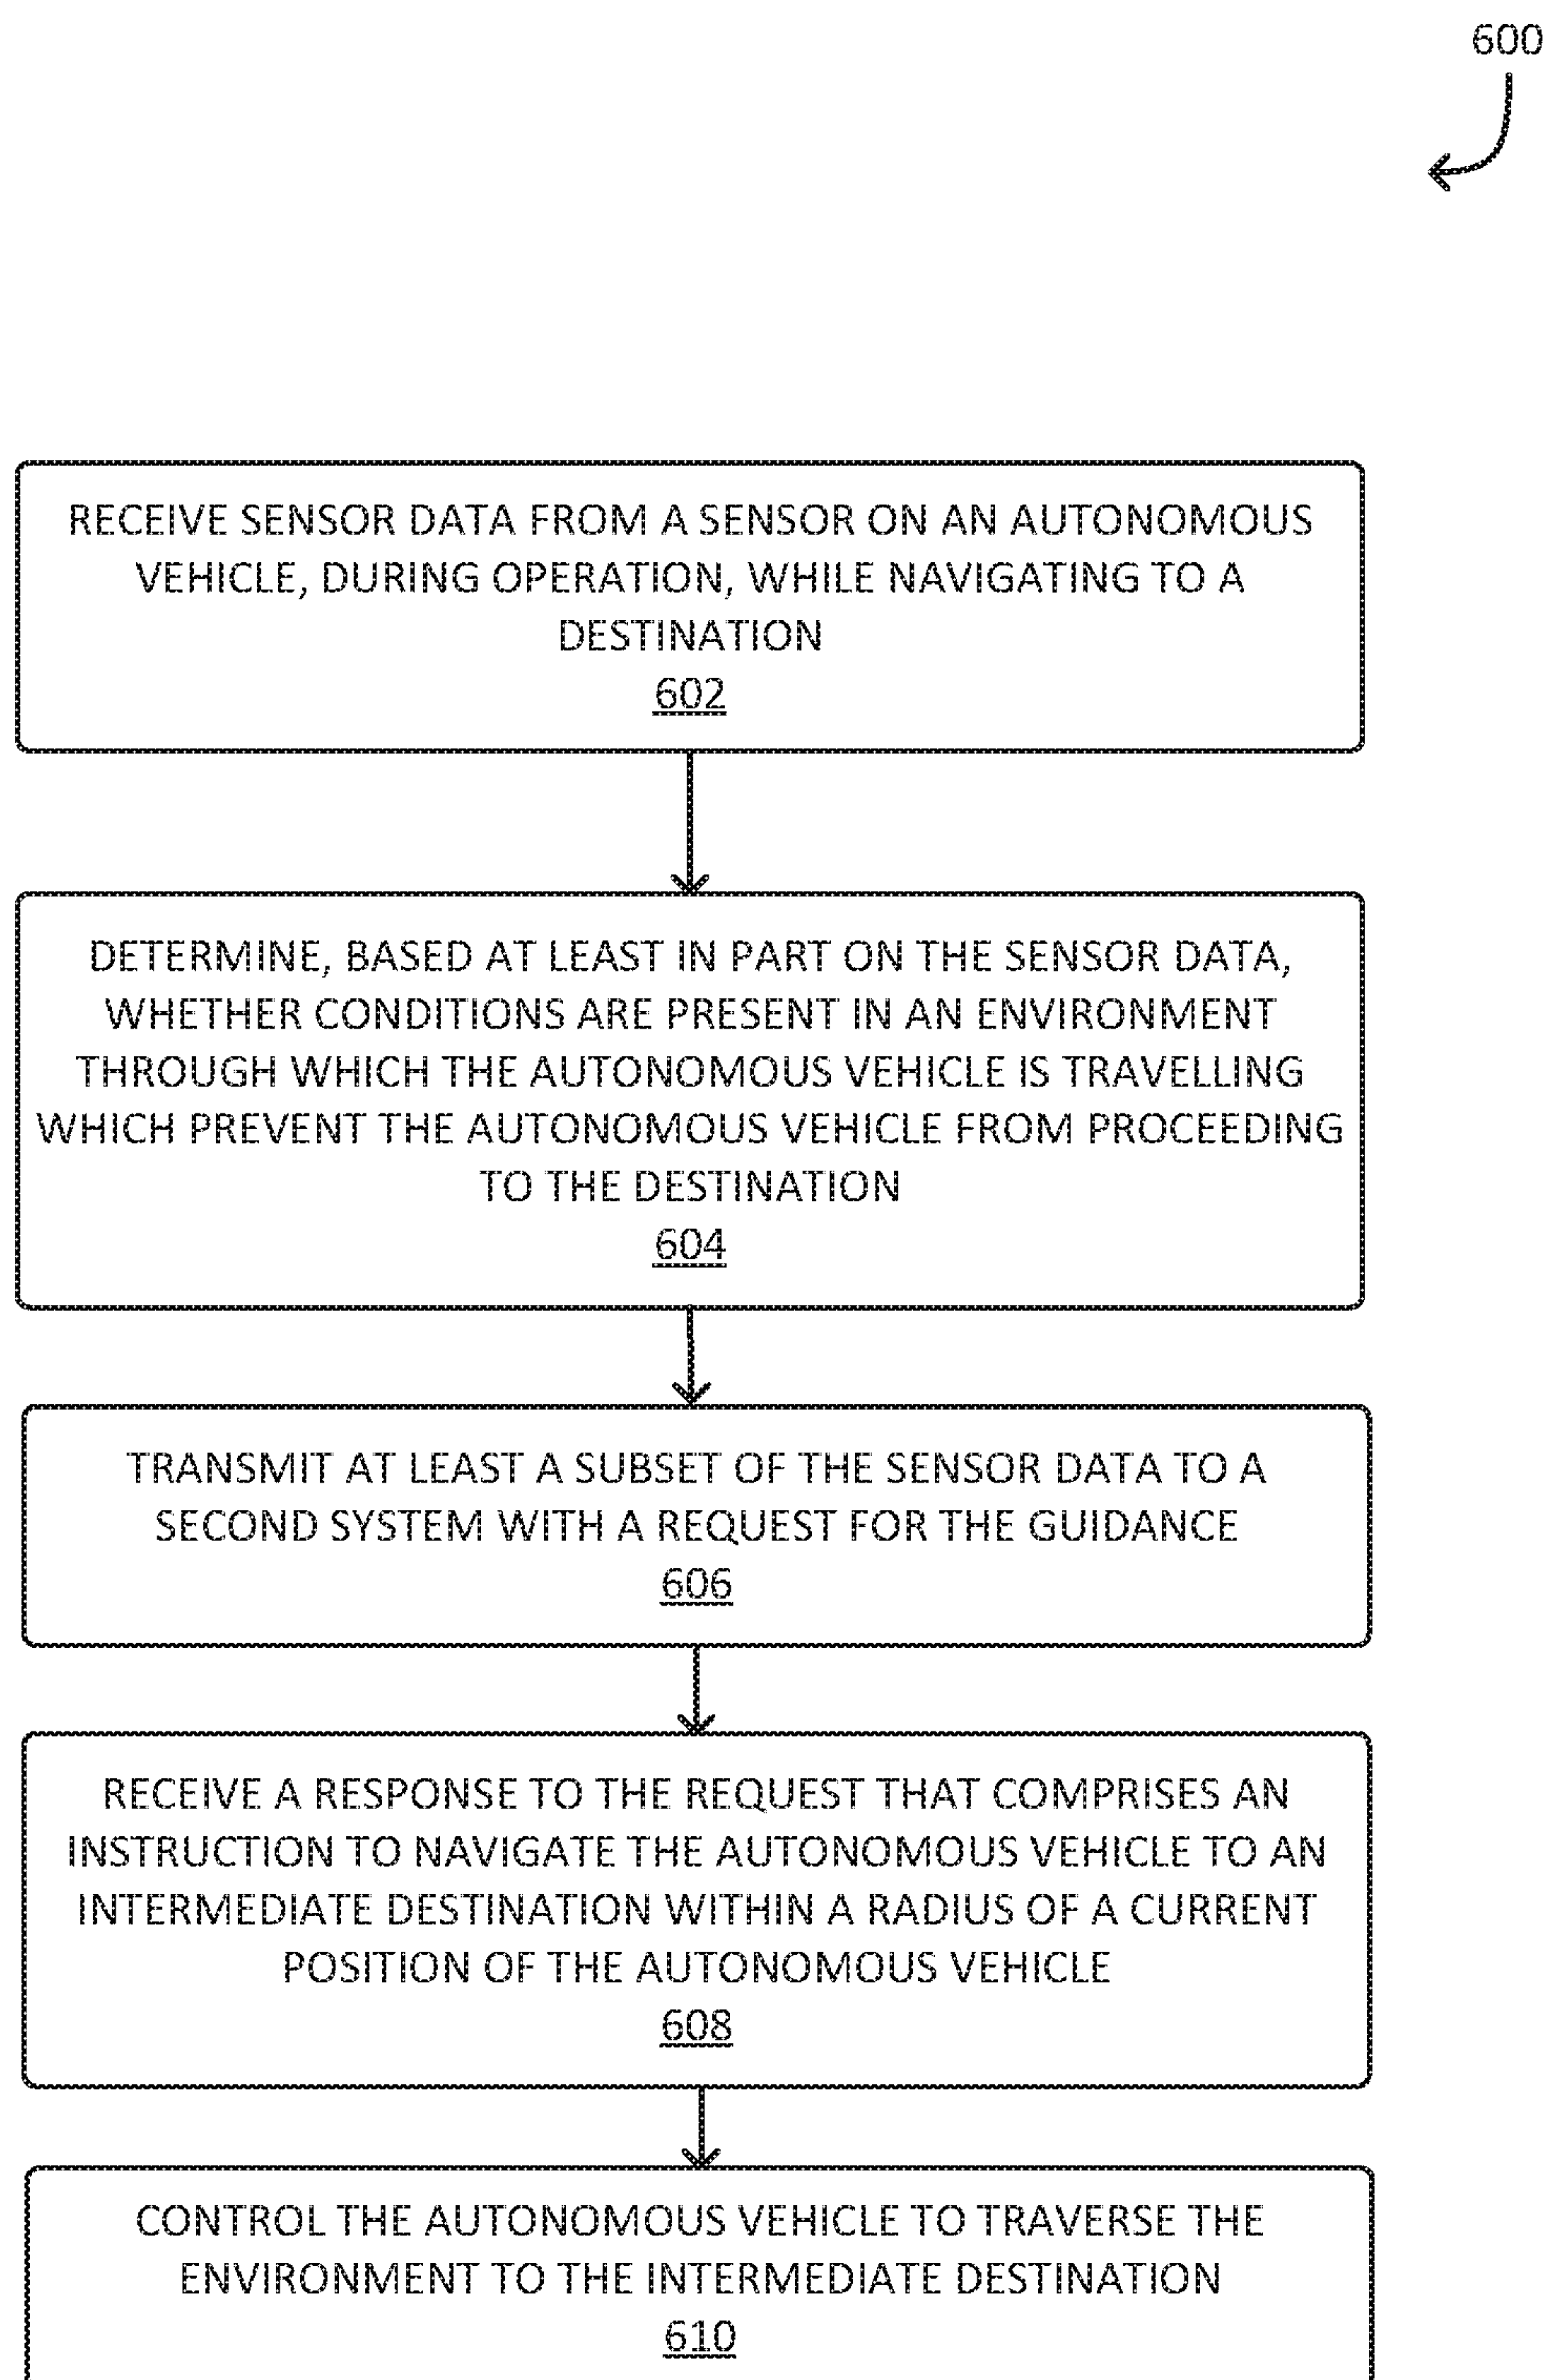 600
RECEIVE SENSOR DATA FROM A SENSOR ON AN AUTONOMOUS
VEHICLE, DURING OPERATION, WHILE NAVIGATING TO A
DESTINATION
602
DETERMINE, BASED AT LEAST IN PART ON THE SENSOR DATA,
WHETHER CONDITIONS ARE PRESENT IN AN ENVIRONMENT
THROUGH WHICH THE AUTONOMOUS VEHICLE IS TRAVELLING
WHICH PREVENT THE AUTONOMOUS VEHICLE FROM PROCEEDING
TO THE DESTINATION
604
TRANSMIT AT LEAST A SUBSET OF THE SENSOR DATA TO A
SECOND SYSTEM WITH A REQUEST FOR THE GUIDANCE
606
RECEIVE A RESPONSE TO THE REQUEST THAT COMPRISES AN
INSTRUCTION TO NAVIGATE THE AUTONOMOUS VEHICLE TO AN
INTERMEDIATE DESTINATION WITHIN A RADIUS OF A CURRENT
POSITION OF THE AUTONOMOUS VEHICLE
608
CONTROL THE AUTONOMOUS VEHICLE TO TRAVERSE THE
ENVIRONMENT TO THE INTERMEDIATE DESTINATION
610